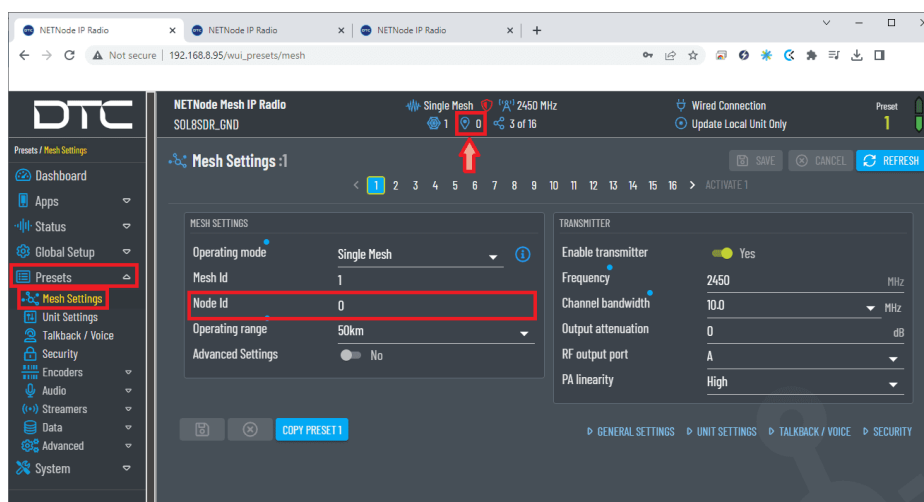 NETNode IP Radio
NETNode IP Radio
NETNode IP Radio
Not secure 192.168.8.95/wui_presets/mesh
DTC
NETNode Mesh IP Radio
SOL8SDR_GND
Single Mesh 2450 MHz
1 0 3 of 16
Wired Connection
Update Local Unit Only
Preset
1
Presets / Mesh Settings
Dashboard
Apps
Status
Global Setup
Presets
Mesh Settings
Unit Settings
Talkback / Voice
Security
Encoders
Audio
Streamers
Data
Advanced
System
Mesh Settings :1
SAVE CANCEL REFRESH
< 1 2 3 4 5 6 7 8 9 10 11 12 13 14 15 16 > ACTIVATE 1
MESH SETTINGS
Operating mode Single Mesh
Mesh Id 1
Node Id 0
Operating range 50km
Advanced Settings No
TRANSMITTER
Enable transmitter Yes
Frequency 2450 MHz
Channel bandwidth 10.0 MHz
Output attenuation 0 dB
RF output port A
PA linearity High
COPY PRESET 1
GENERAL SETTINGS UNIT SETTINGS TALKBACK / VOICE SECURITY